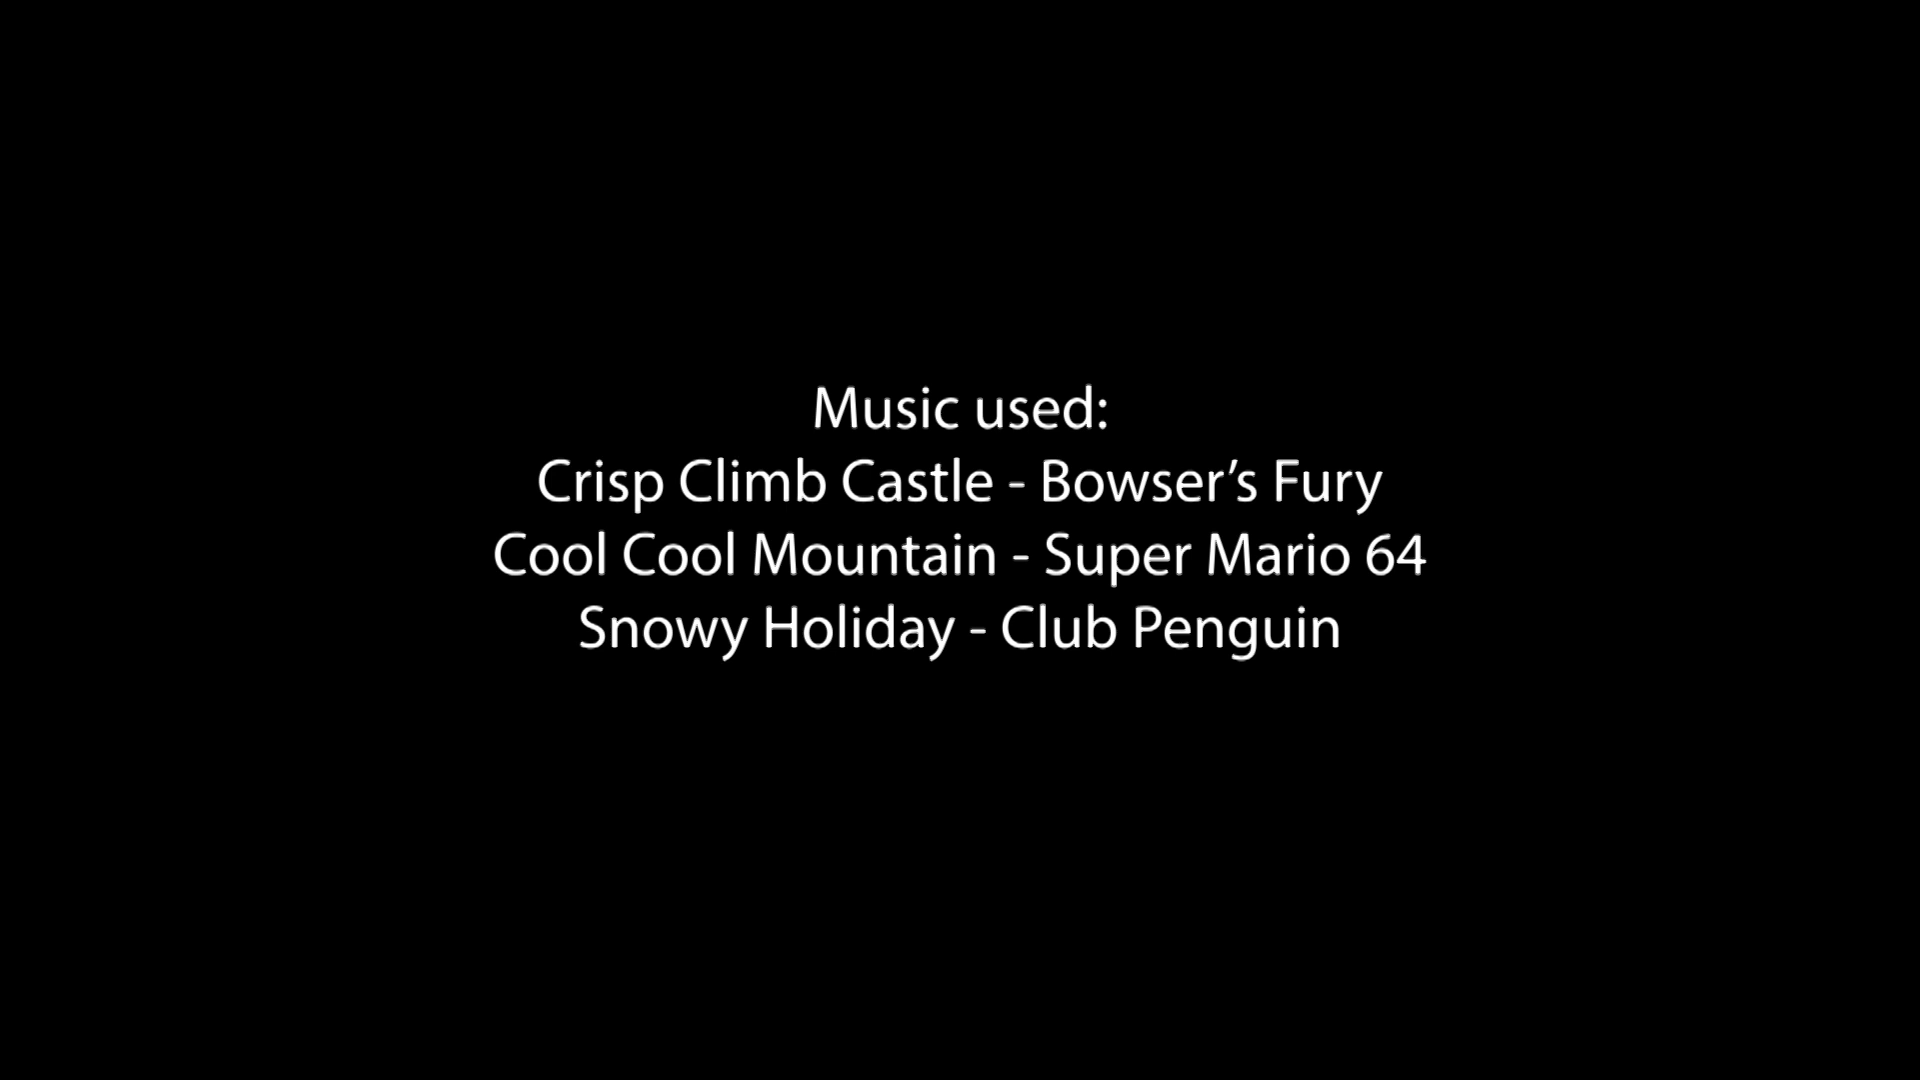 Music used:
Crisp Climb Castle - Bowser’s Fury
Cool Cool Mountain - Super Mario 64
Snowy Holiday - Club Penguin